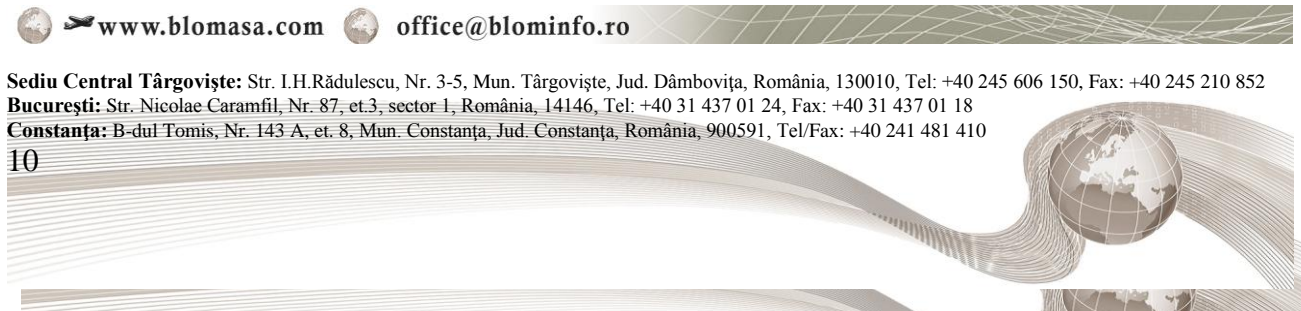 www.blomasa.com office@blominfo.ro
Sediu Central Târgovişte: Str. I.H.Rădulescu, Nr. 3-5, Mun. Târgovişte, Jud. Dâmboviţa, România, 130010, Tel: +40 245 606 150, Fax: +40 245 210 852
Bucureşti: Str. Nicolae Caramfil, Nr. 87, et.3, sector 1, România, 14146, Tel: +40 31 437 01 24, Fax: +40 31 437 01 18
Constanţa: B-dul Tomis, Nr. 143 A, et. 8, Mun. Constanţa, Jud. Constanţa, România, 900591, Tel/Fax: +40 241 481 410
10